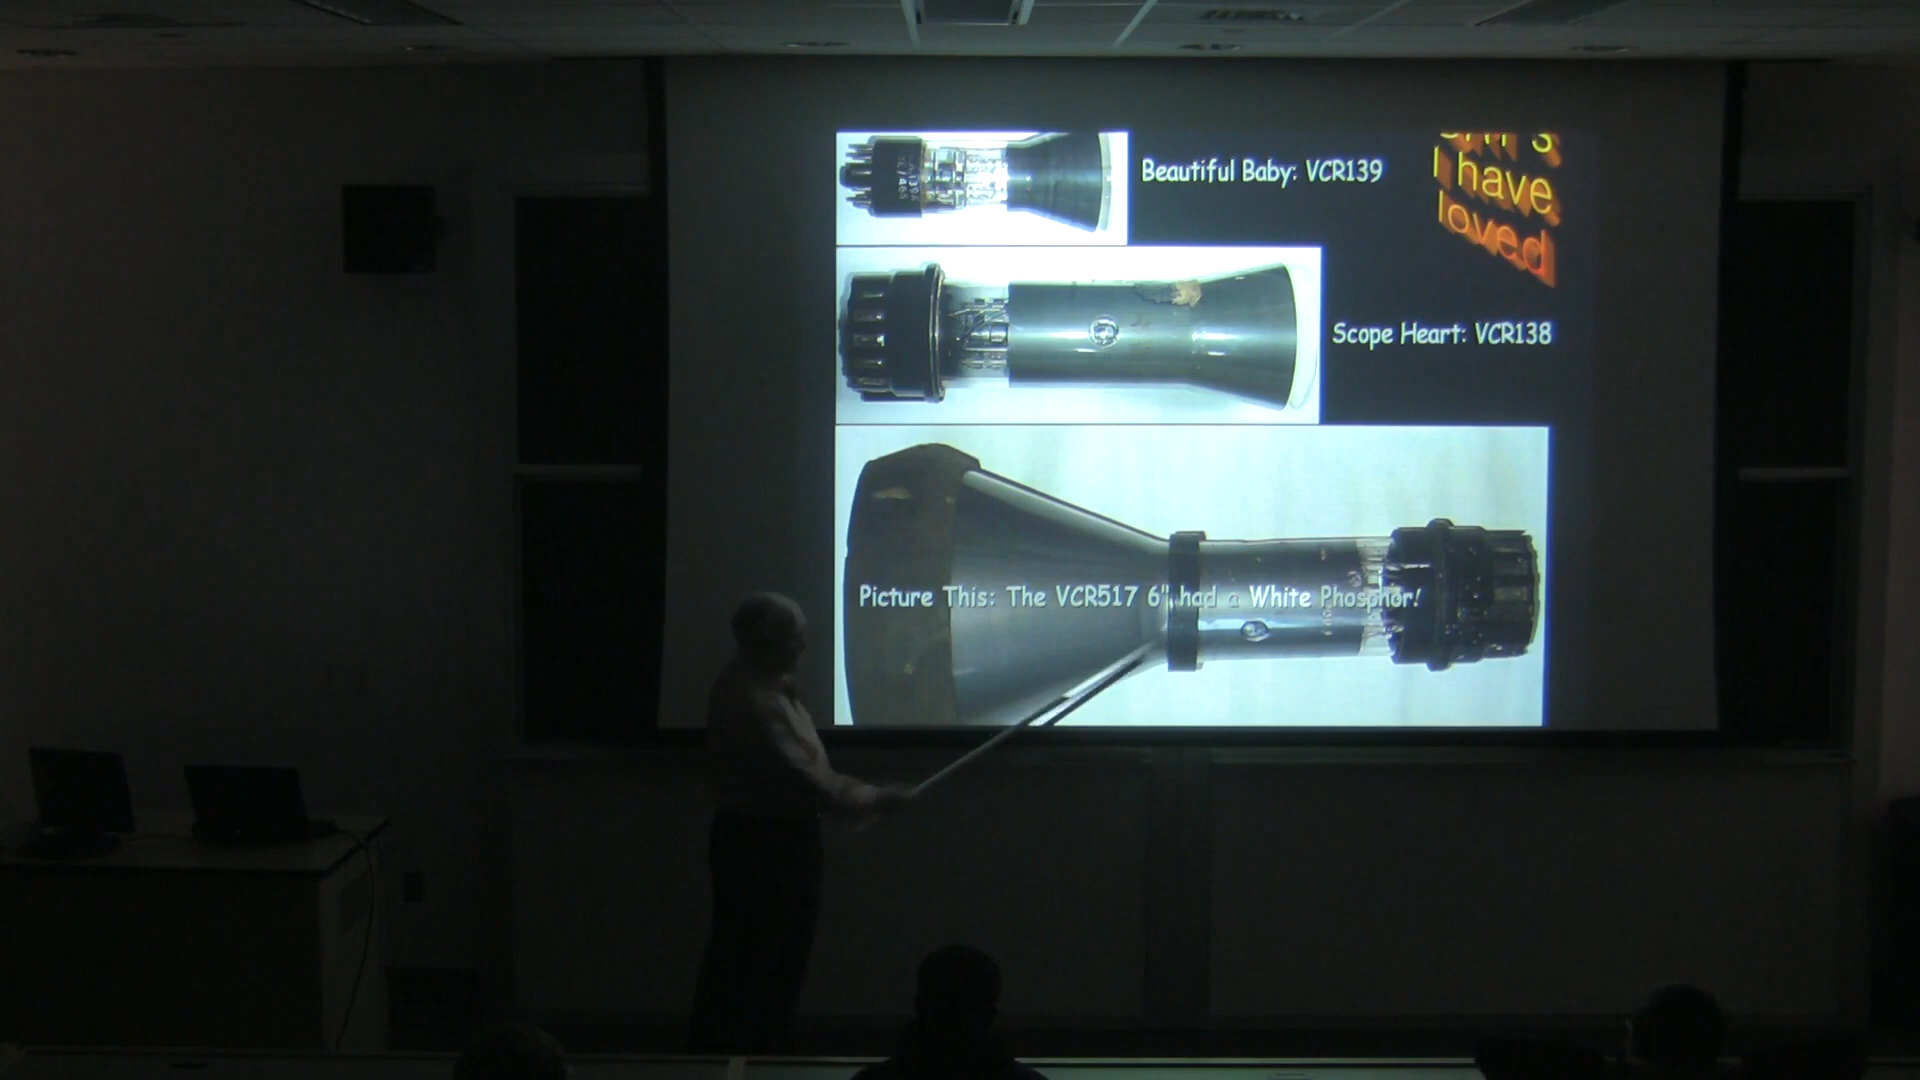 Beautiful Baby: VCR139
I have
loved
Scope Heart: VCR138
Picture This: The VCR517 6" had a White Phosphor!